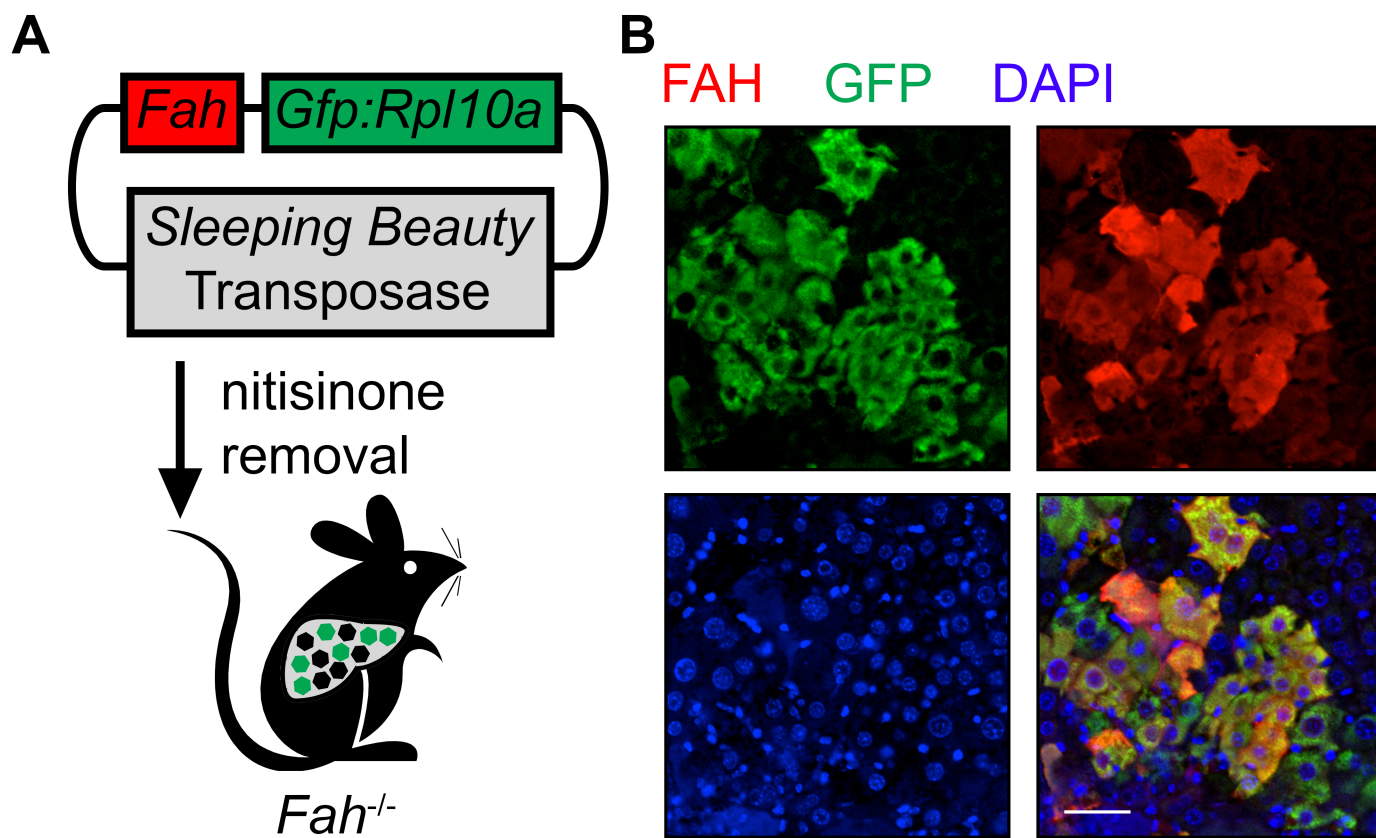 A
Fah
Gfp:Rpl10a
Sleeping Beauty
Transposase
nitisinone
removal
Fah-/-
B
FAH GFP DAPI